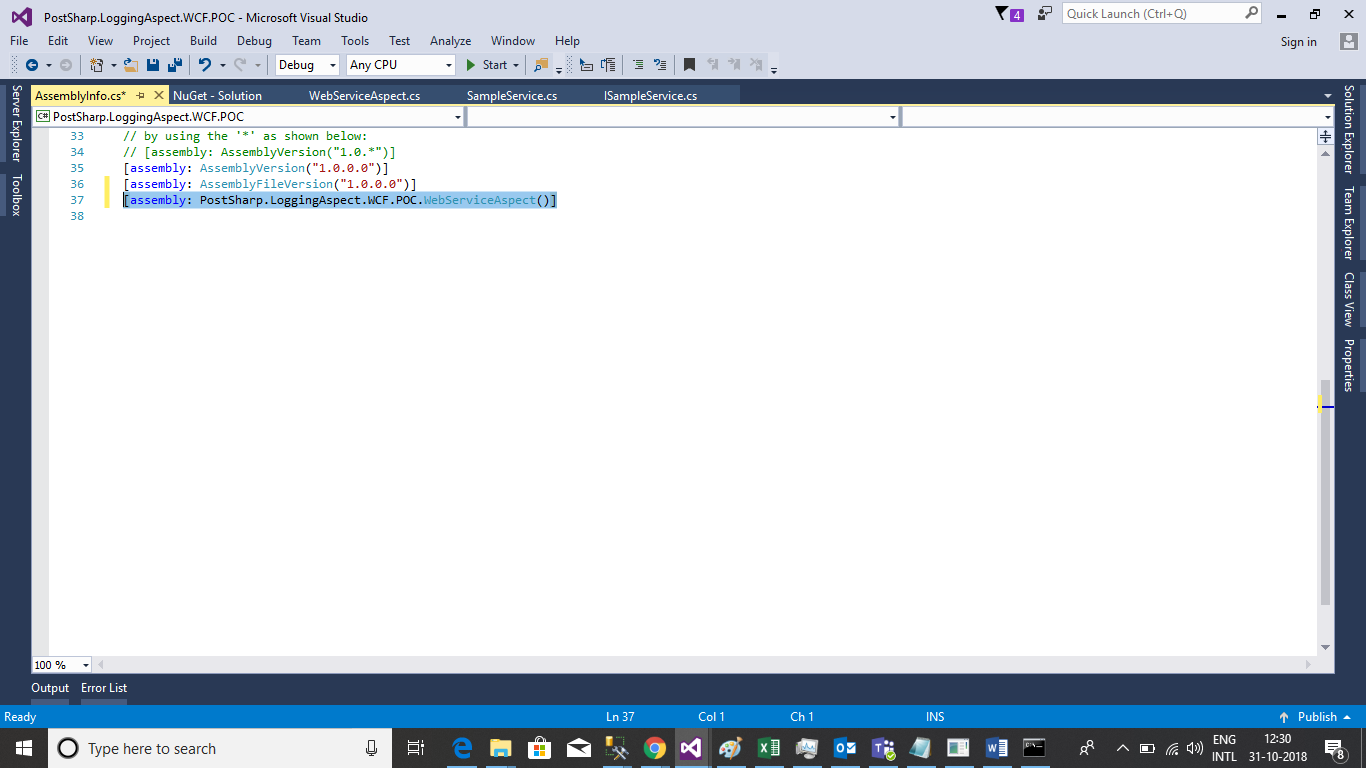 PostSharp.LoggingAspect.WCF.POC - Microsoft Visual Studio
4
Quick Launch (Ctrl+Q)
File Edit View Project Build Debug Team Tools Test Analyze Window Help
Sign in
Debug Any CPU Start
AssemblyInfo.cs* NuGet - Solution WebServiceAspect.cs SampleService.cs ISampleService.cs
C# PostSharp.LoggingAspect.WCF.POC
Server Explorer
Toolbox
33 // by using the '*' as shown below:
34 // [assembly: AssemblyVersion("1.0.*")]
35 [assembly: AssemblyVersion("1.0.0.0")]
36 [assembly: AssemblyFileVersion("1.0.0.0")]
37 [assembly: PostSharp.LoggingAspect.WCF.POC.WebServiceAspect()]
38
Solution Explorer
Team Explorer
Class View
Properties
100 %
Output Error List
Ready Ln 37 Col 1 Ch 1 INS Publish
Type here to search
ENG
INTL
12:30
31-10-2018
8